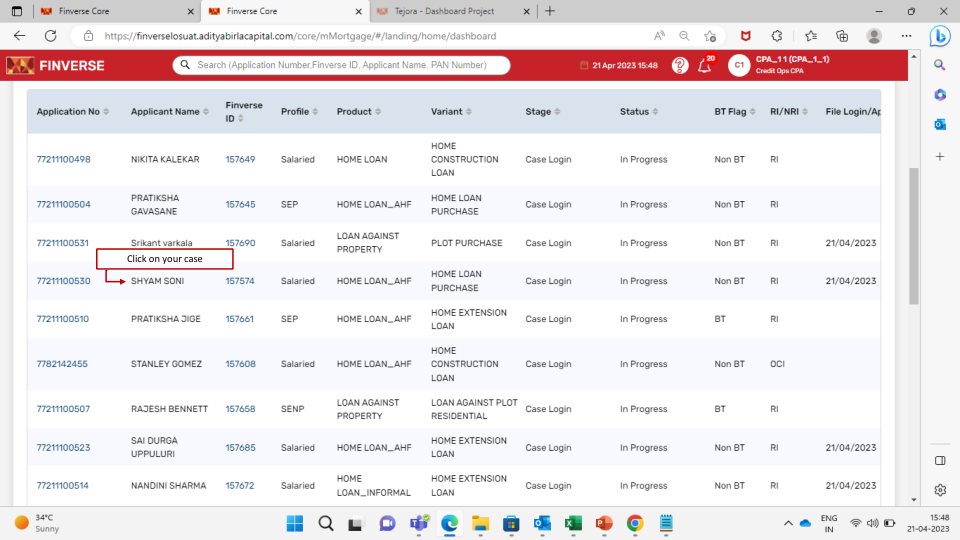 Finverse Core
Finverse Core
Tejora - Dashboard Project
https://finverselosuat.adityabirlacapital.com/core/mMortgage/#/landing/home/dashboard
FINVERSE
Search (Application Number,Finverse ID, Applicant Name, PAN Number)
21 Apr 2023 15:48
?
20
C1
CPA_1 1 (CPA_1_1)
Credit Ops CPA
Application No Applicant Name Finverse ID Profile Product Variant Stage Status BT Flag RI/NRI File Login/Ap
77211100498 NIKITA KALEKAR 157649 Salaried HOME LOAN HOME CONSTRUCTION LOAN Case Login In Progress Non BT RI
77211100504 PRATIKSHA GAVASANE 157645 SEP HOME LOAN_AHF HOME LOAN PURCHASE Case Login In Progress Non BT RI
77211100531 Srikant varkala 157690 Salaried LOAN AGAINST PROPERTY PLOT PURCHASE Case Login In Progress Non BT RI 21/04/2023
Click on your case
77211100530 SHYAM SONI 157574 Salaried HOME LOAN_AHF HOME LOAN PURCHASE Case Login In Progress Non BT RI 21/04/2023
77211100510 PRATIKSHA JIGE 157661 SEP HOME LOAN_AHF HOME EXTENSION LOAN Case Login In Progress BT RI
7782142455 STANLEY GOMEZ 157608 Salaried HOME LOAN_AHF HOME CONSTRUCTION LOAN Case Login In Progress Non BT OCI
77211100507 RAJESH BENNETT 157658 SENP LOAN AGAINST PROPERTY LOAN AGAINST PLOT RESIDENTIAL Case Login In Progress BT RI
77211100523 SAI DURGA UPPULURI 157685 Salaried HOME LOAN_AHF HOME EXTENSION LOAN Case Login In Progress Non BT RI 21/04/2023
77211100514 NANDINI SHARMA 157672 Salaried HOME LOAN_INFORMAL HOME EXTENSION LOAN Case Login In Progress Non BT RI 21/04/2023
34°C
Sunny
ENG
IN
15:48
21-04-2023